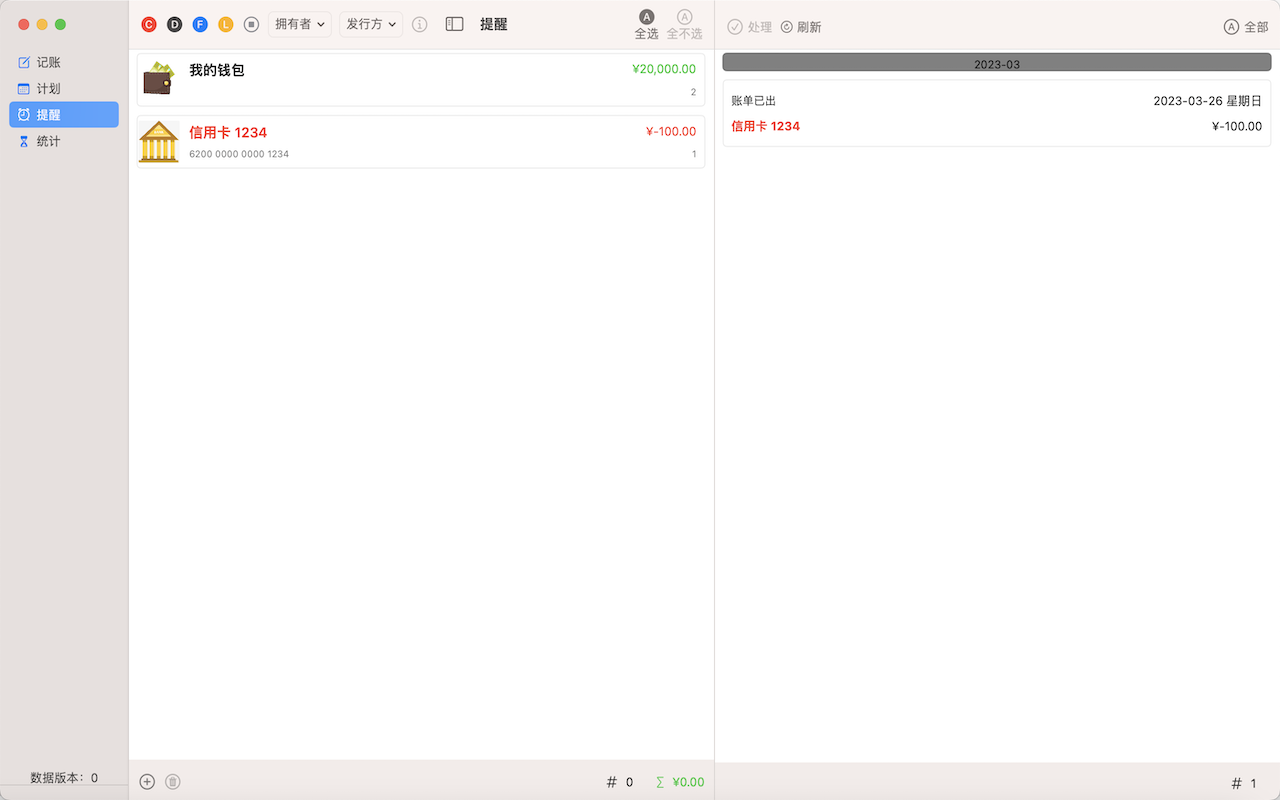 C D F L 拥有者 发行方 提醒 A 全选 A 全不选
处理 刷新 A 全部
记账
计划
提醒
统计
数据版本：0
我的钱包 ¥20,000.00
2
信用卡 1234 ¥-100.00
6200 0000 0000 1234 1
# 0 Σ ¥0.00
2023-03
账单已出 2023-03-26 星期日
信用卡 1234 ¥-100.00
# 1